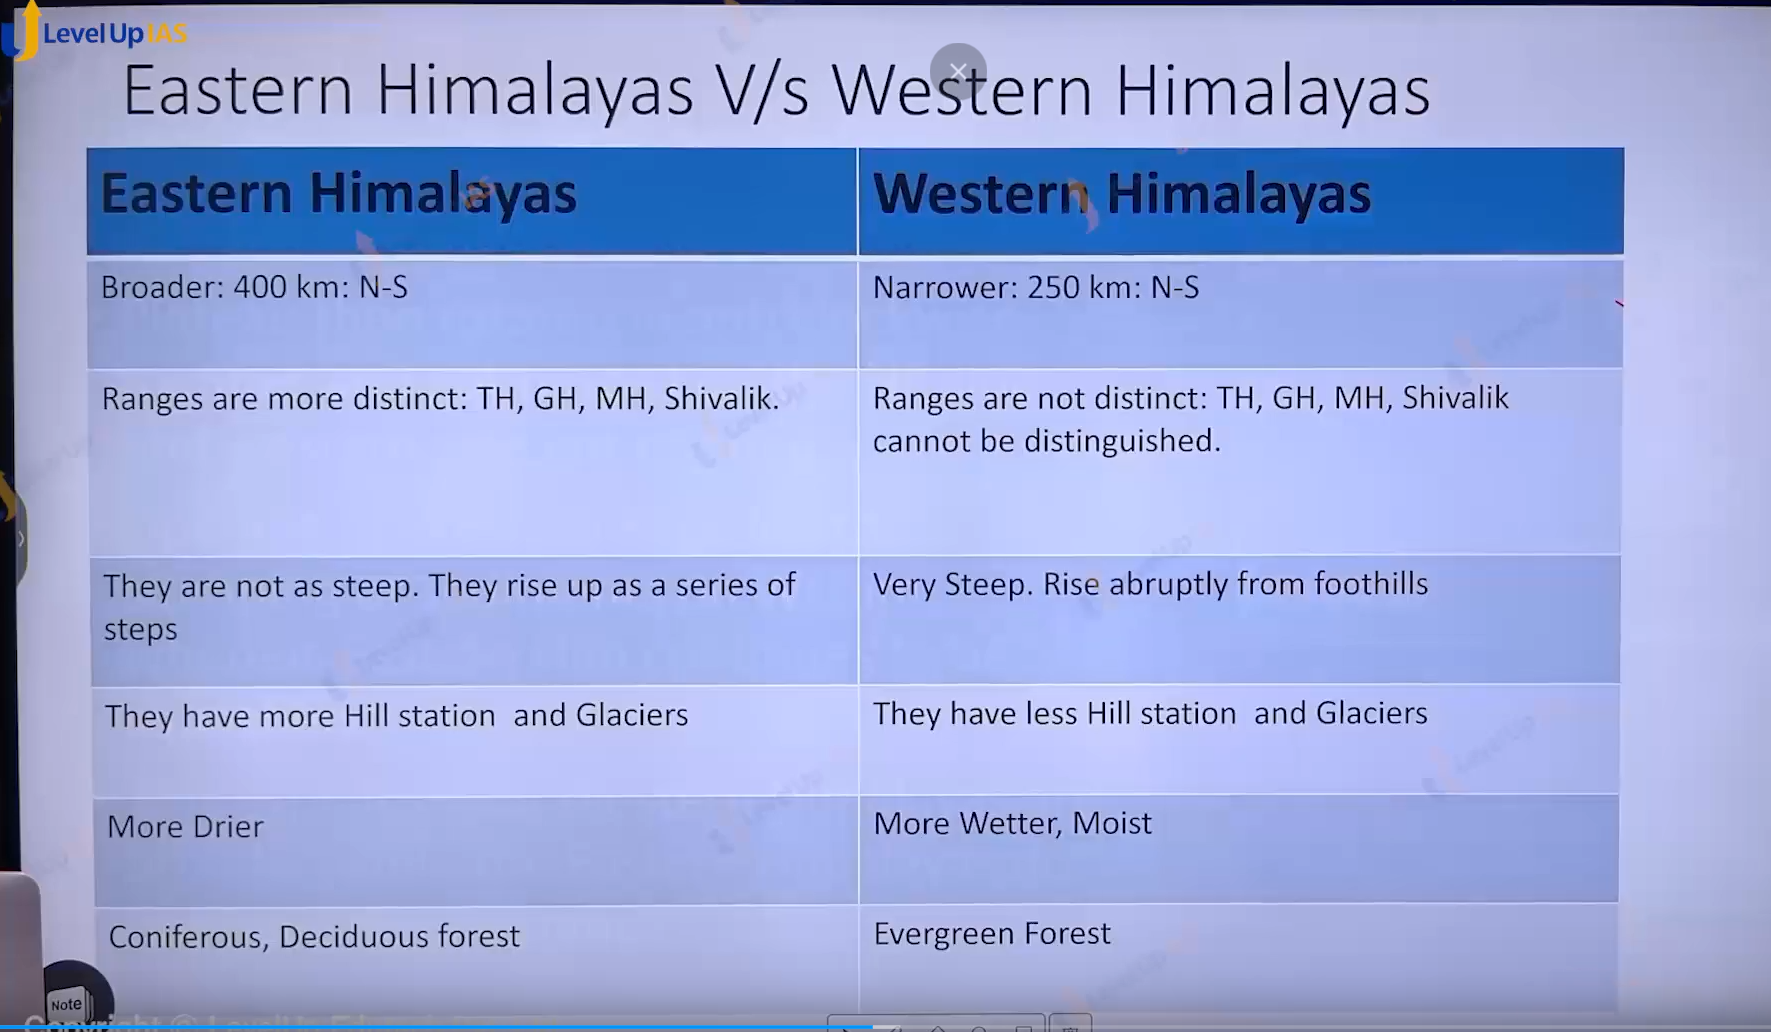 Level Up IAS
Eastern Himalayas V/s Western Himalayas
Eastern Himalayas
Western Himalayas
Broader: 400 km: N-S
Narrower: 250 km: N-S
Ranges are more distinct: TH, GH, MH, Shivalik.
Ranges are not distinct: TH, GH, MH, Shivalik
cannot be distinguished.
They are not as steep. They rise up as a series of
steps
Very Steep. Rise abruptly from foothills
They have more Hill station and Glaciers
They have less Hill station and Glaciers
More Drier
More Wetter, Moist
Coniferous, Deciduous forest
Evergreen Forest
Note